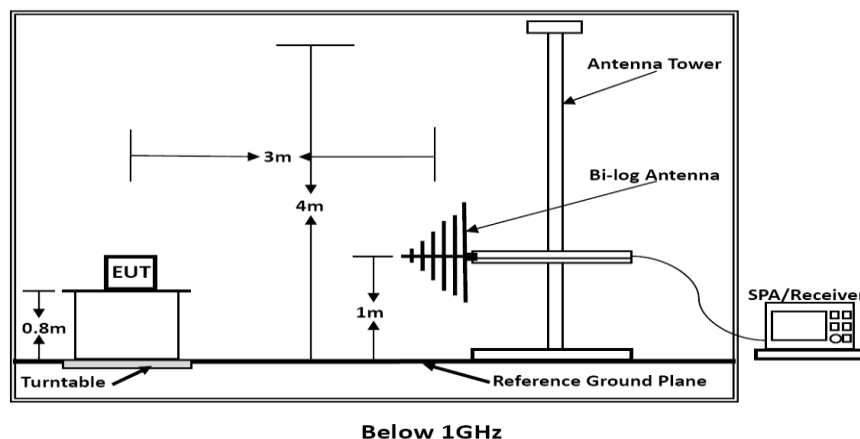 Antenna Tower
3m
Bi-log Antenna
4m
EUT
SPA/Receiver
0.8m
1m
Turntable
Reference Ground Plane
Below 1GHz